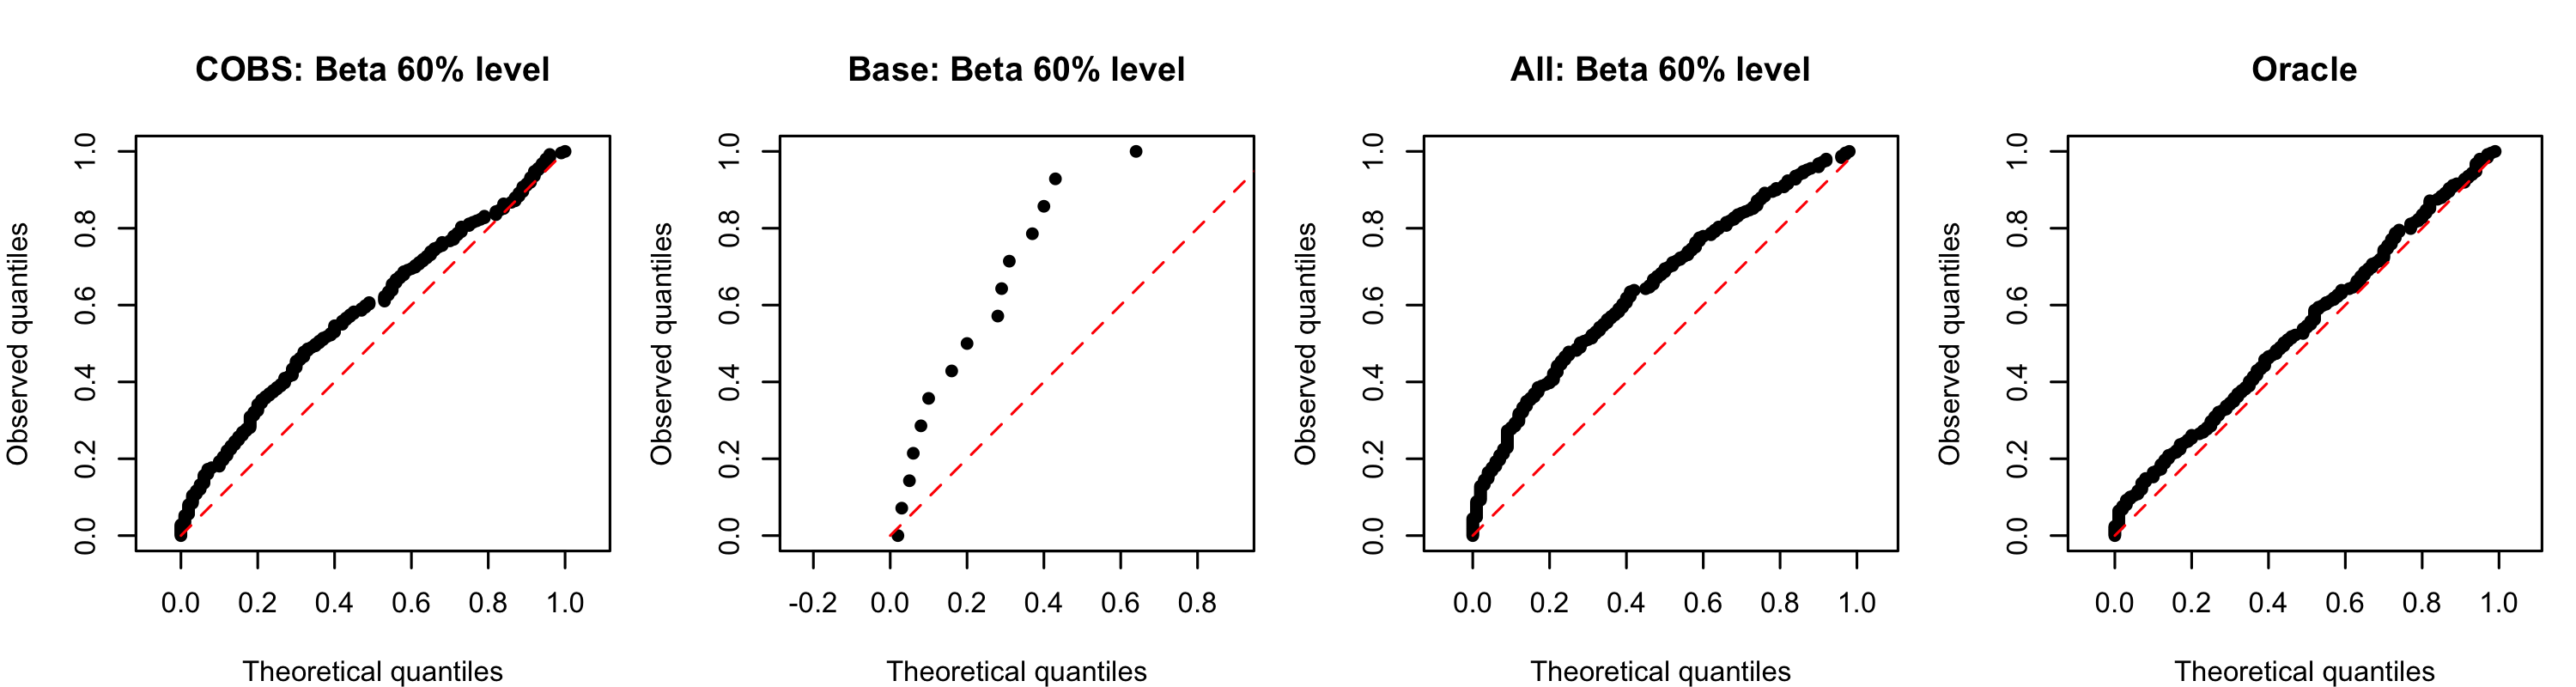 COBS: Beta 60% level
Observed quantiles
1.0
0.8
0.6
0.4
0.2
0.0
0.0 0.2 0.4 0.6 0.8 1.0
Theoretical quantiles
Base: Beta 60% level
Observed quantiles
1.0
0.8
0.6
0.4
0.2
0.0
-0.2 0.0 0.2 0.4 0.6 0.8
Theoretical quantiles
All: Beta 60% level
Observed quantiles
1.0
0.8
0.6
0.4
0.2
0.0
0.0 0.2 0.4 0.6 0.8 1.0
Theoretical quantiles
Oracle
Observed quantiles
1.0
0.8
0.6
0.4
0.2
0.0
0.0 0.2 0.4 0.6 0.8 1.0
Theoretical quantiles